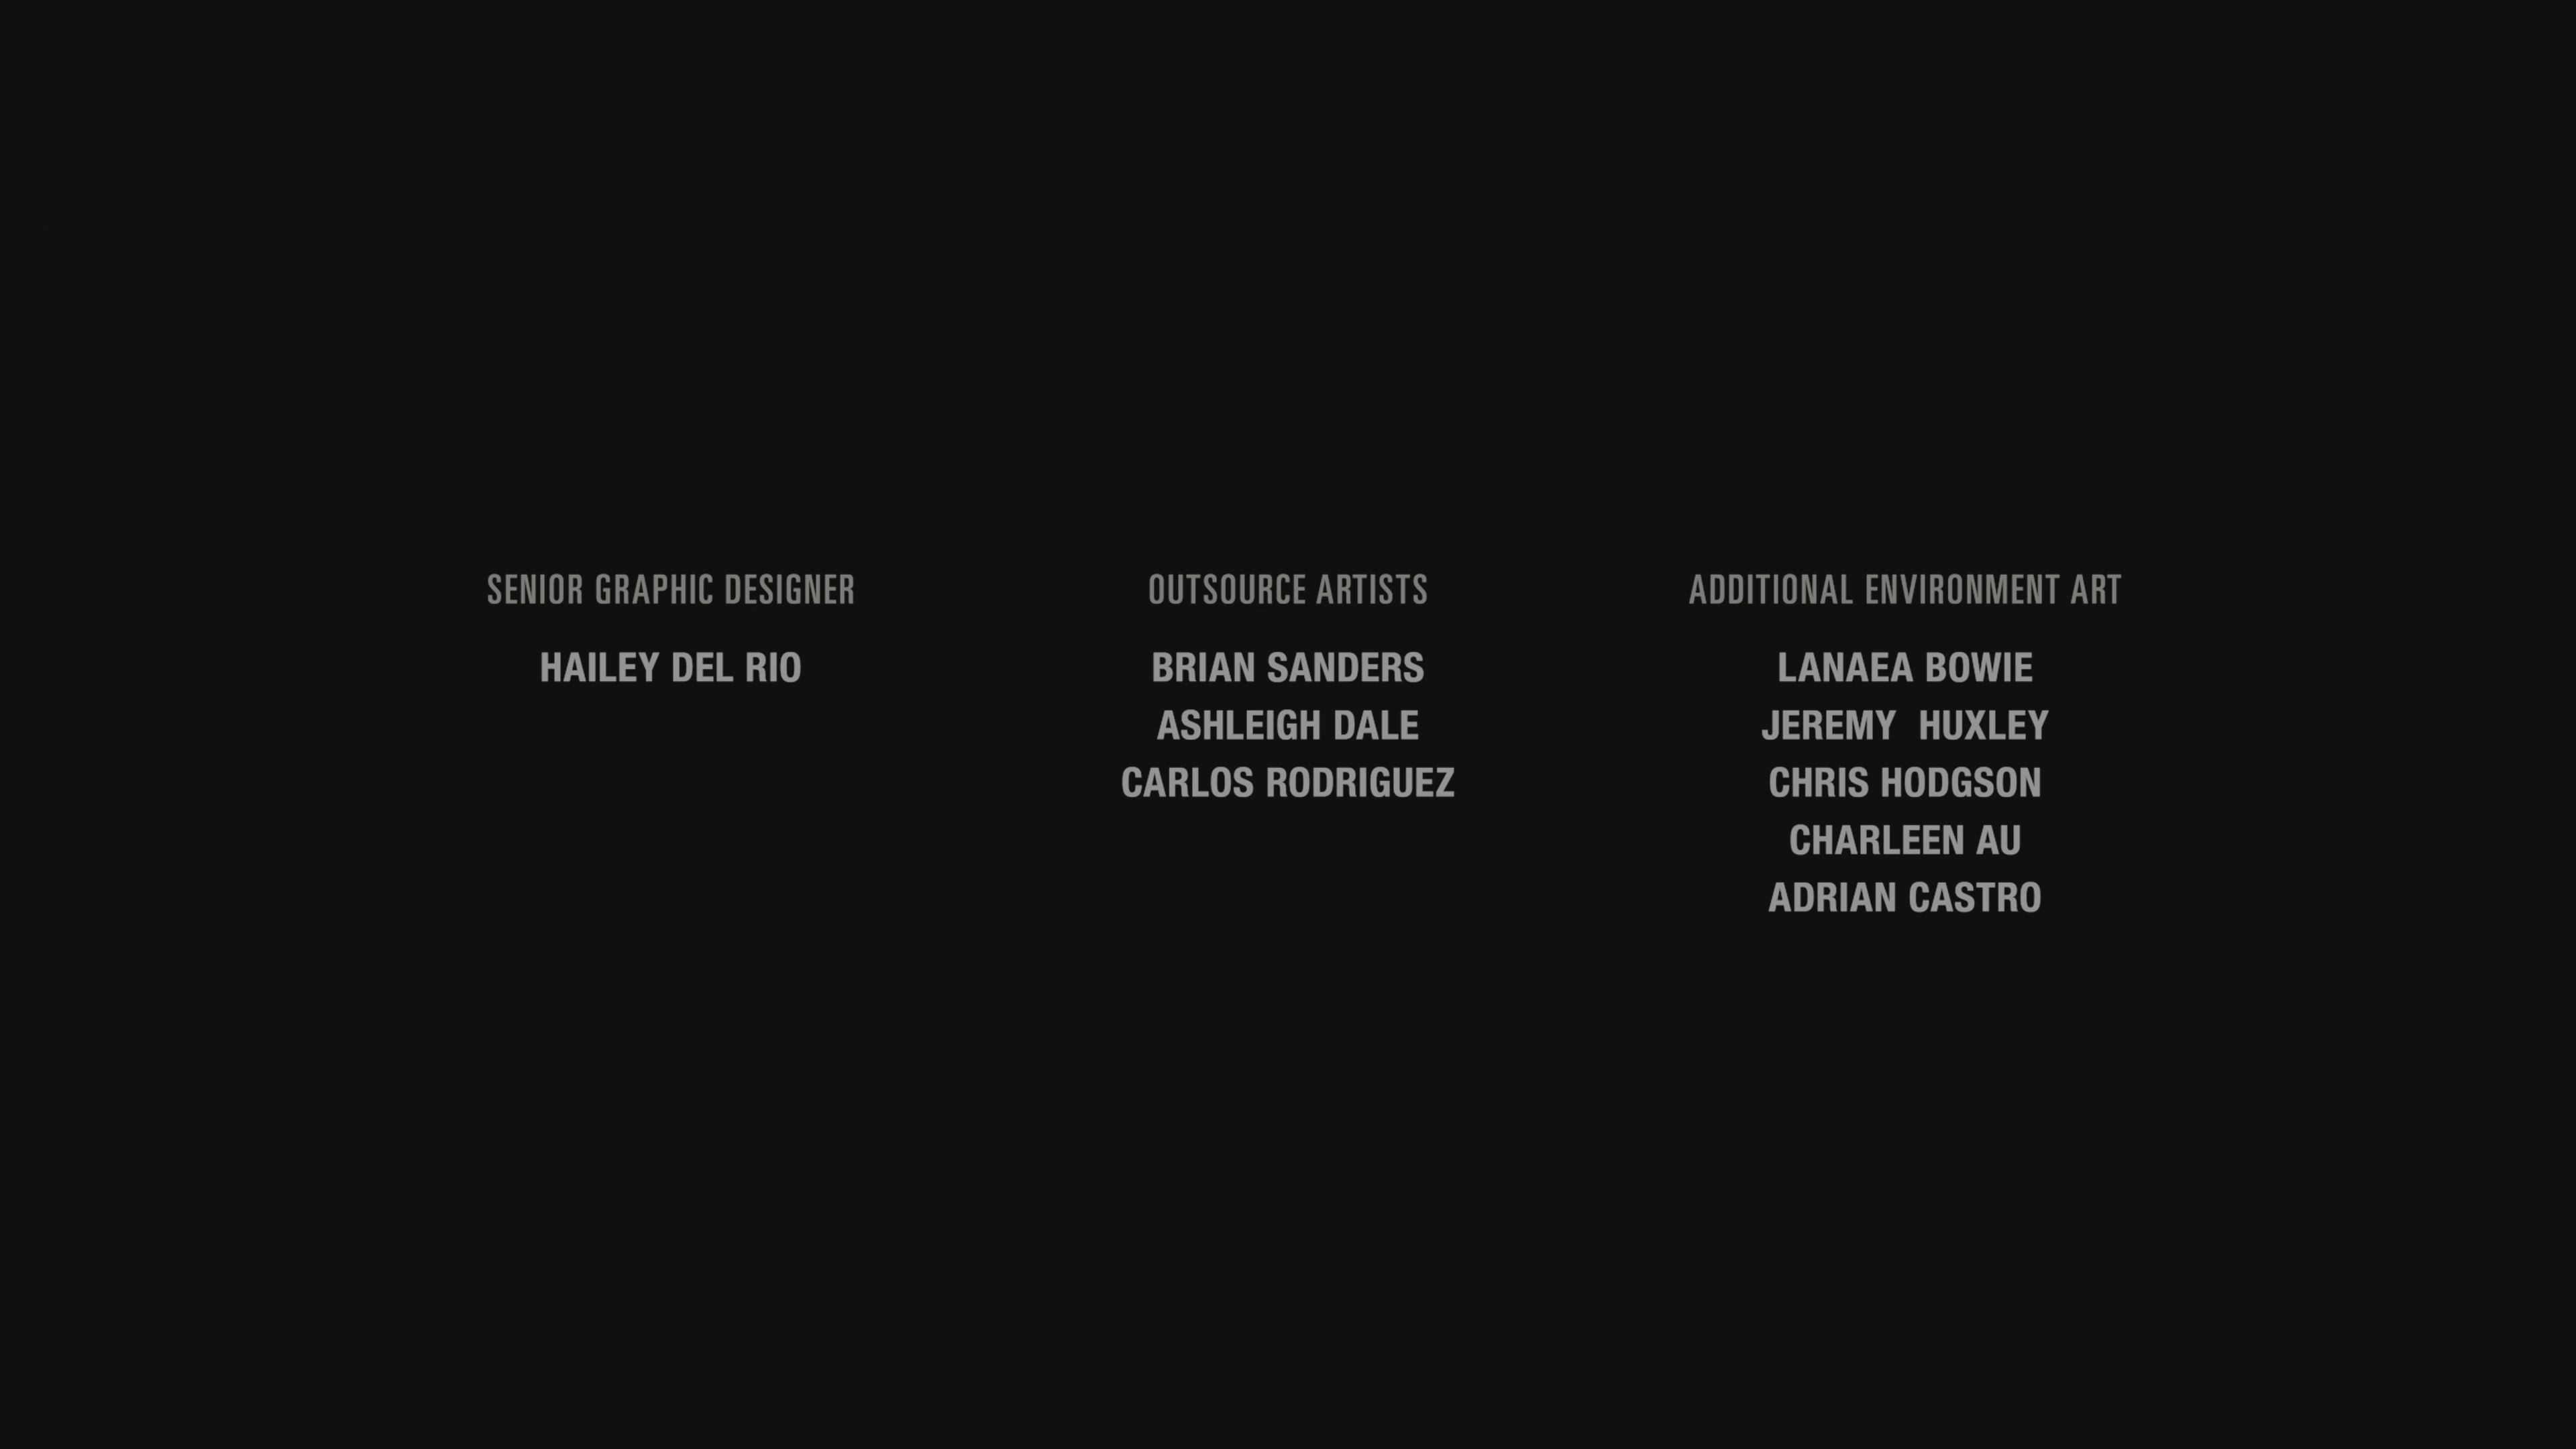 SENIOR GRAPHIC DESIGNER
HAILEY DEL RIO
OUTSOURCE ARTISTS
BRIAN SANDERS
ASHLEIGH DALE
CARLOS RODRIGUEZ
ADDITIONAL ENVIRONMENT ART
LANAEA BOWIE
JEREMY  HUXLEY
CHRIS HODGSON
CHARLEEN AU
ADRIAN CASTRO